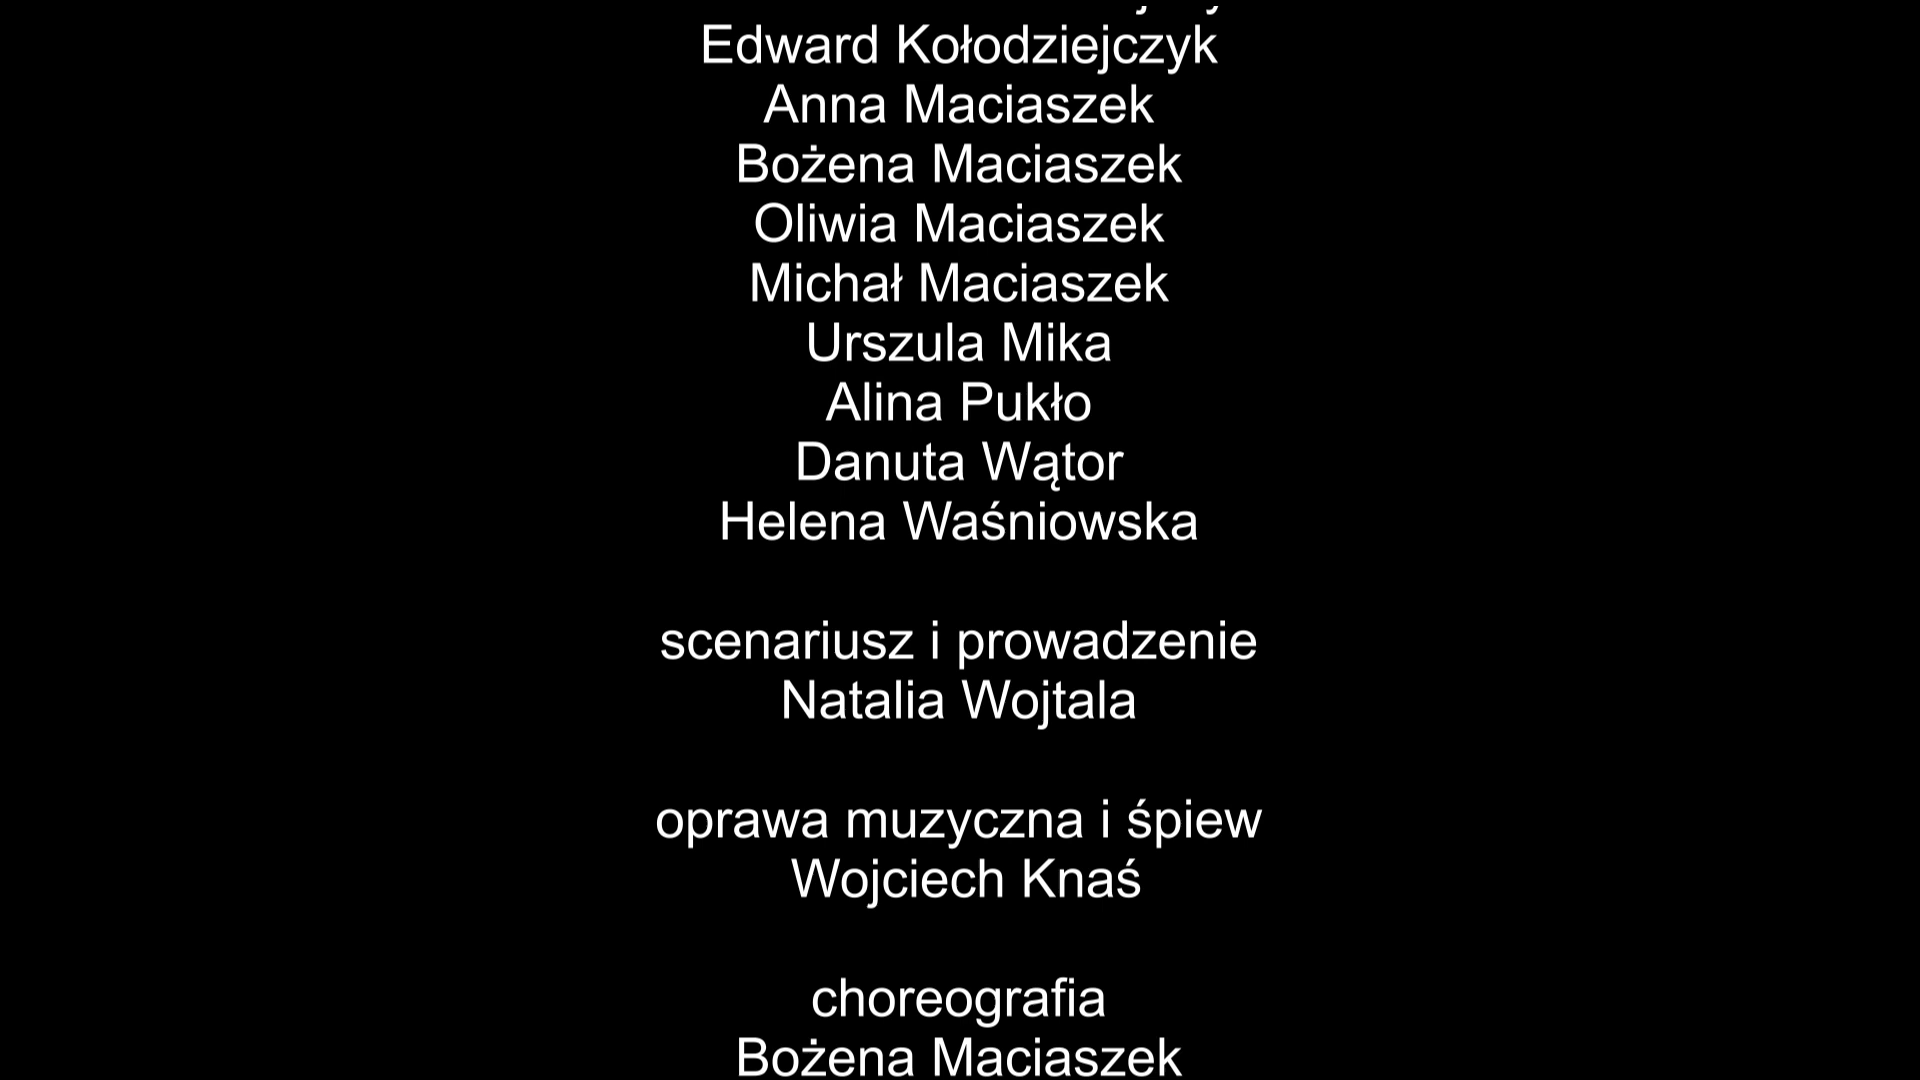 Edward Kołodziejczyk
Anna Maciaszek
Bożena Maciaszek
Oliwia Maciaszek
Michał Maciaszek
Urszula Mika
Alina Pukło
Danuta Wątor
Helena Waśniowska
scenariusz i prowadzenie
Natalia Wojtala
oprawa muzyczna i śpiew
Wojciech Knaś
choreografia
Bożena Maciaszek